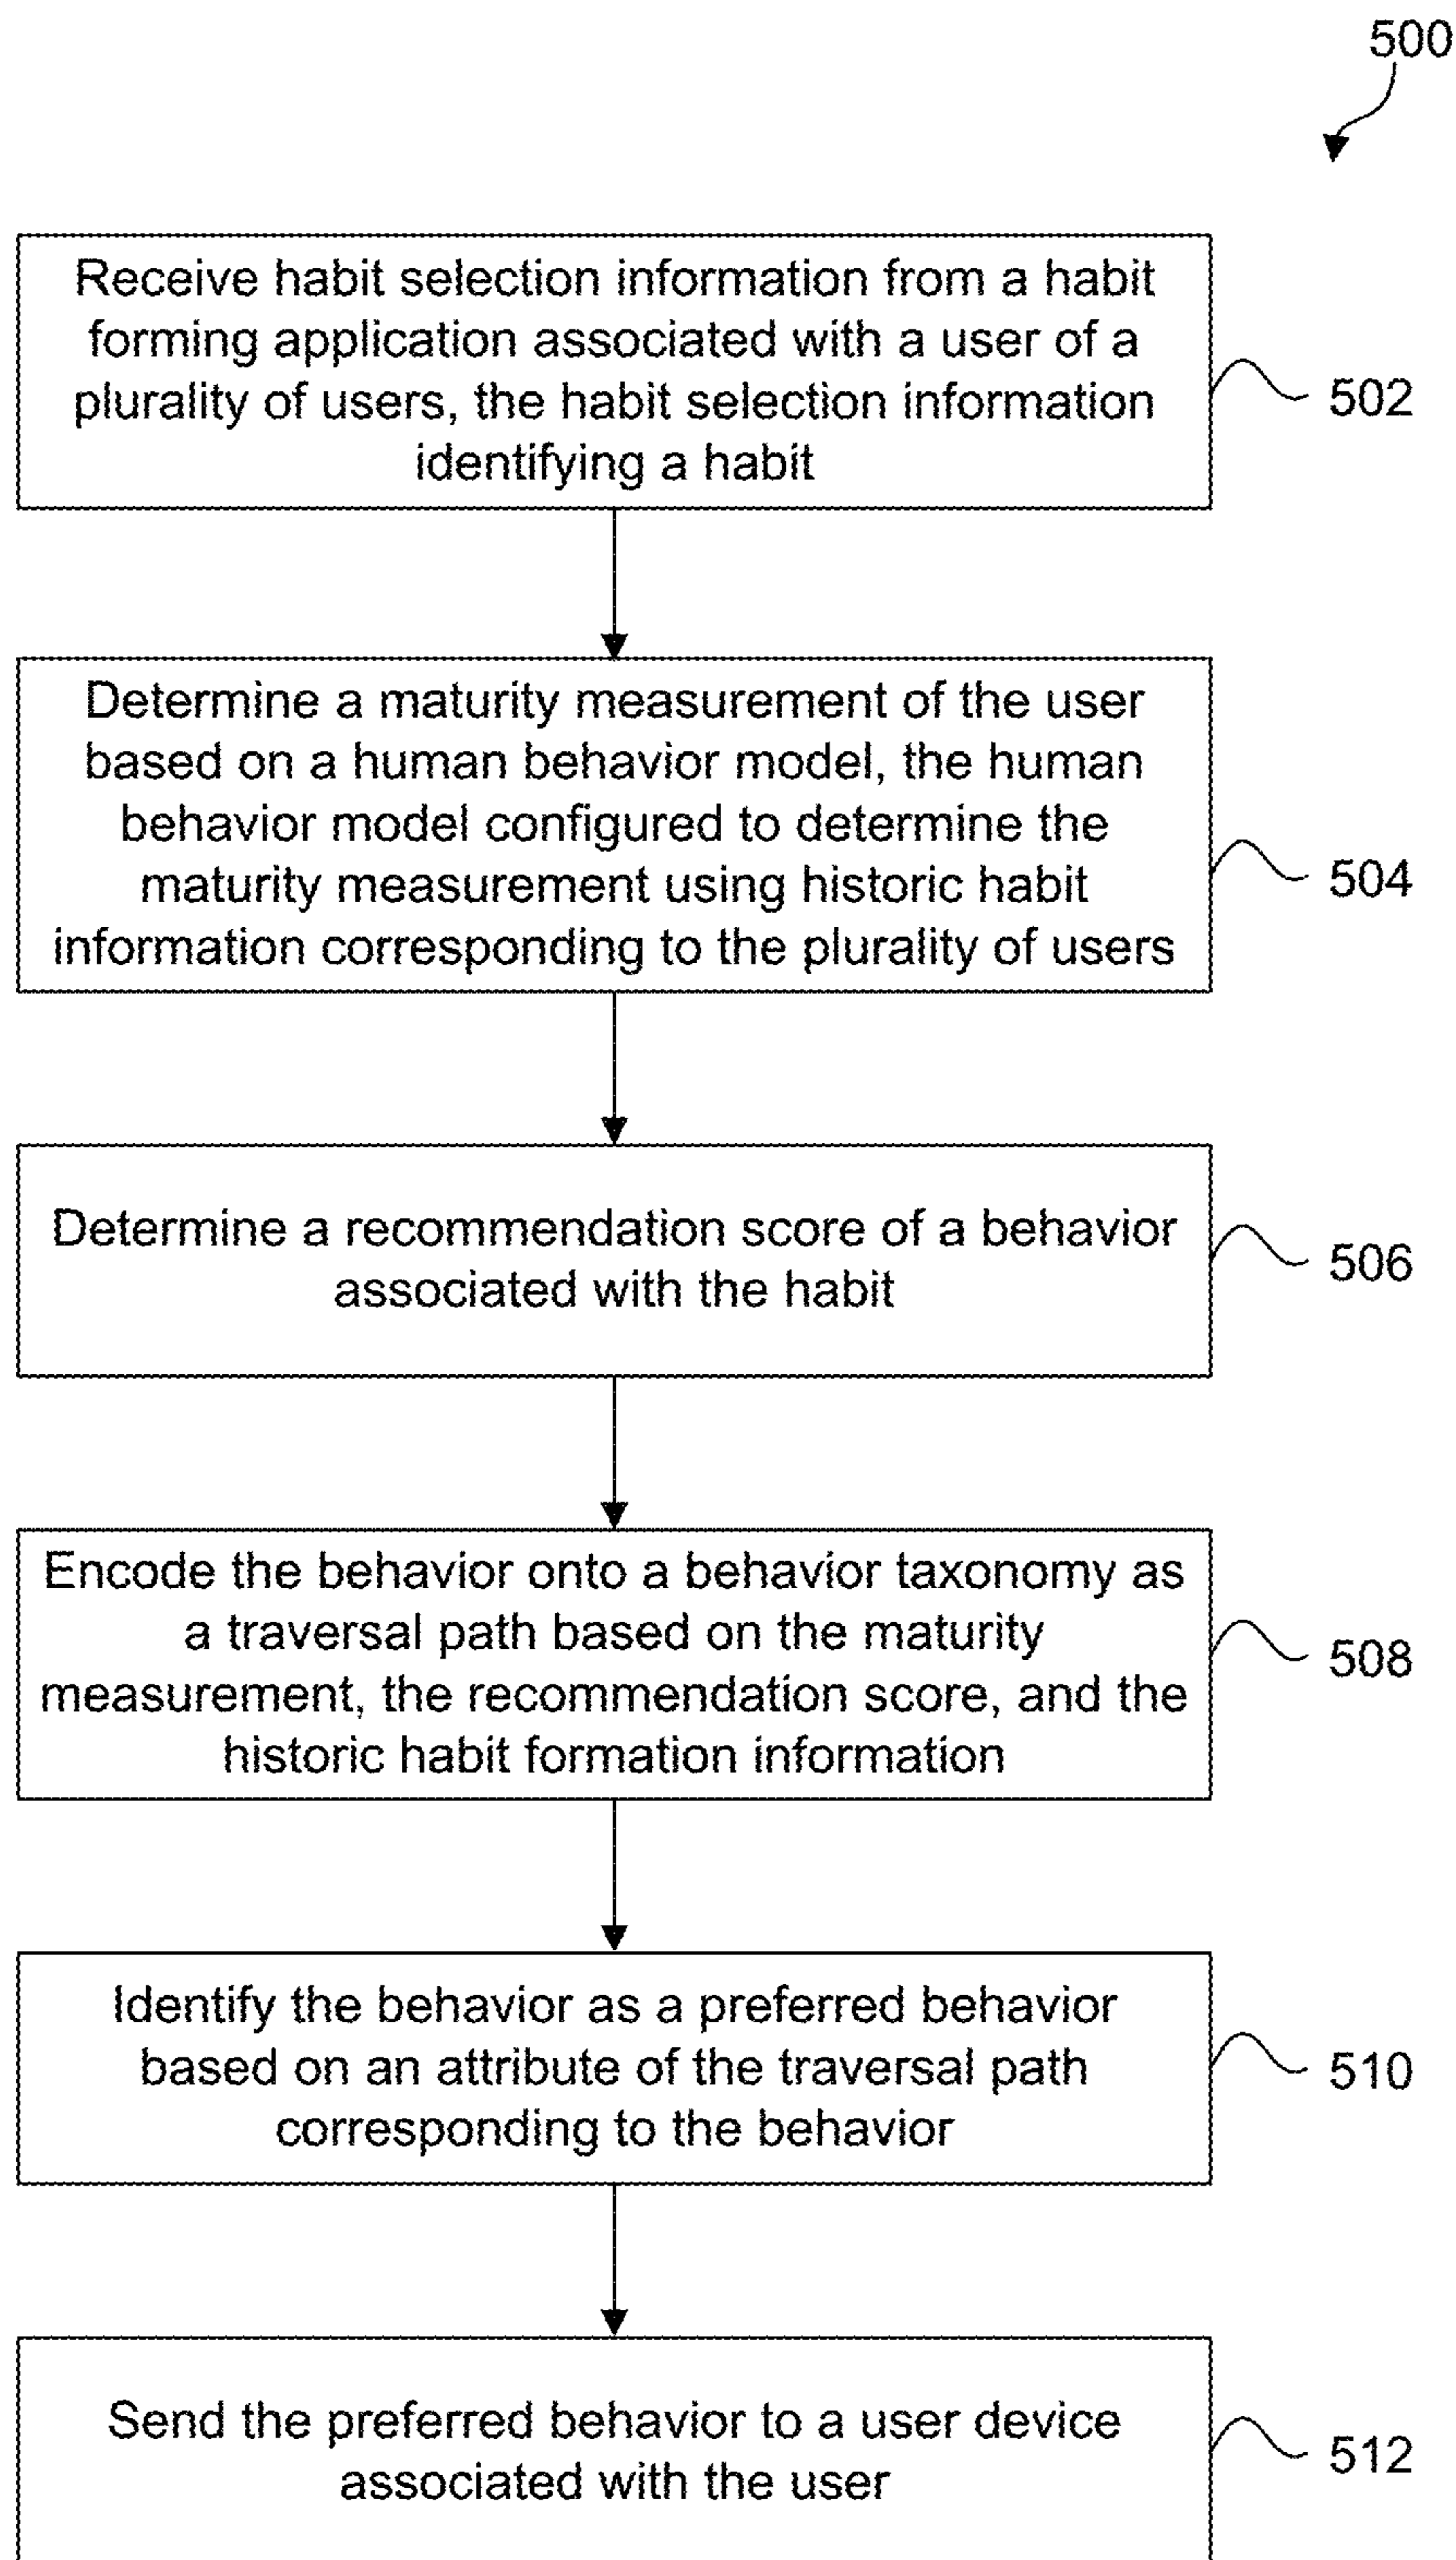 500
Receive habit selection information from a habit
forming application associated with a user of a
plurality of users, the habit selection information
identifying a habit
502
Determine a maturity measurement of the user
based on a human behavior model, the human
behavior model configured to determine the
maturity measurement using historic habit
information corresponding to the plurality of users
504
Determine a recommendation score of a behavior
associated with the habit
506
Encode the behavior onto a behavior taxonomy as
a traversal path based on the maturity
measurement, the recommendation score, and the
historic habit formation information
508
Identify the behavior as a preferred behavior
based on an attribute of the traversal path
corresponding to the behavior
510
Send the preferred behavior to a user device
associated with the user
512